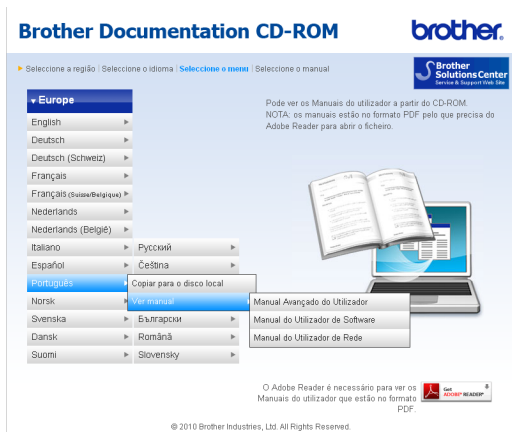 Brother Documentation CD-ROM
brother
Seleccione a região | Seleccione o idioma | Seleccione o menu | Seleccione o manual
Brother
Solutions Center
Service & Support Web Site
Europe
Pode ver os Manuais do utilizador a partir do CD-ROM.
NOTA: os manuais estão no formato PDF pelo que precisa do
Adobe Reader para abrir o ficheiro.
English
Deutsch
Deutsch (Schweiz)
Français
Français (Suisse/Belgique)
Nederlands
Nederlands (België)
Italiano
Русский
Español
Čeština
Português
Copiar para o disco local
Norsk
Ver manual
Manual Avançado do Utilizador
Svenska
Български
Manual do Utilizador de Software
Dansk
Română
Manual do Utilizador de Rede
Suomi
Slovensky
O Adobe Reader é necessário para ver os
Manuais do utilizador que estão no formato
PDF.
Get
ADOBE® READER®
© 2010 Brother Industries, Ltd. All Rights Reserved.